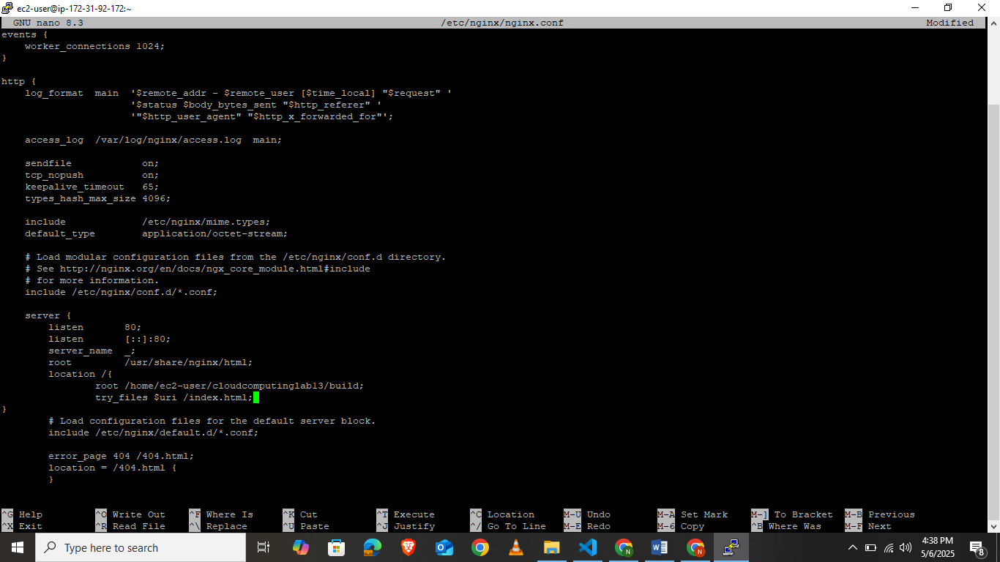 ec2-user@ip-172-31-92-172:~
GNU nano 8.3 /etc/nginx/nginx.conf Modified
events {
    worker_connections 1024;
}

http {
    log_format  main  '$remote_addr - $remote_user [$time_local] "$request" '
                      '$status $body_bytes_sent "$http_referer" '
                      '"$http_user_agent" "$http_x_forwarded_for"';

    access_log  /var/log/nginx/access.log  main;

    sendfile            on;
    tcp_nopush          on;
    keepalive_timeout   65;
    types_hash_max_size 4096;

    include             /etc/nginx/mime.types;
    default_type        application/octet-stream;

    # Load modular configuration files from the /etc/nginx/conf.d directory.
    # See http://nginx.org/en/docs/ngx_core_module.html#include
    # for more information.
    include /etc/nginx/conf.d/*.conf;

    server {
        listen       80;
        listen       [::]:80;
        server_name  _;
        root         /usr/share/nginx/html;
        location /{
                root /home/ec2-user/cloudcomputinglab13/build;
                try_files $uri /index.html;
}
        # Load configuration files for the default server block.
        include /etc/nginx/default.d/*.conf;

        error_page 404 /404.html;
        location = /404.html {
        }

^G Help ^O Write Out ^F Where Is ^K Cut ^T Execute ^C Location M-U Undo M-A Set Mark M-] To Bracket M-B Previous
^X Exit ^R Read File ^\ Replace ^U Paste ^J Justify ^/ Go To Line M-E Redo M-6 Copy ^B Where Was M-F Next
Type here to search
4:38 PM
5/6/2025
8